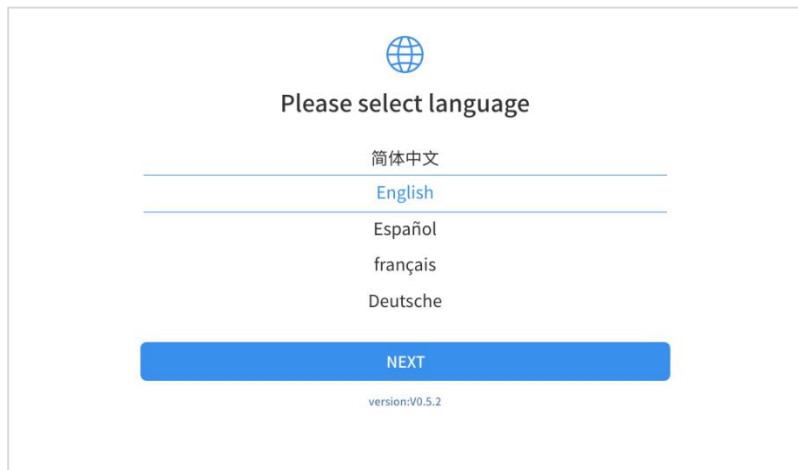 Please select language
简体中文
English
Español
français
Deutsche
NEXT
version:V0.5.2